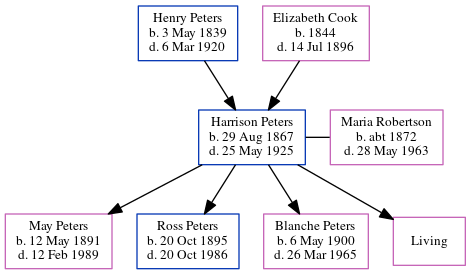 Henry Peters
b. 3 May 1839
d. 6 Mar 1920
Elizabeth Cook
b. 1844
d. 14 Jul 1896
Harrison Peters
b. 29 Aug 1867
d. 25 May 1925
Maria Robertson
b. abt 1872
d. 28 May 1963
May Peters
b. 12 May 1891
d. 12 Feb 1989
Ross Peters
b. 20 Oct 1895
d. 20 Oct 1986
Blanche Peters
b. 6 May 1900
d. 26 Mar 1965
Living